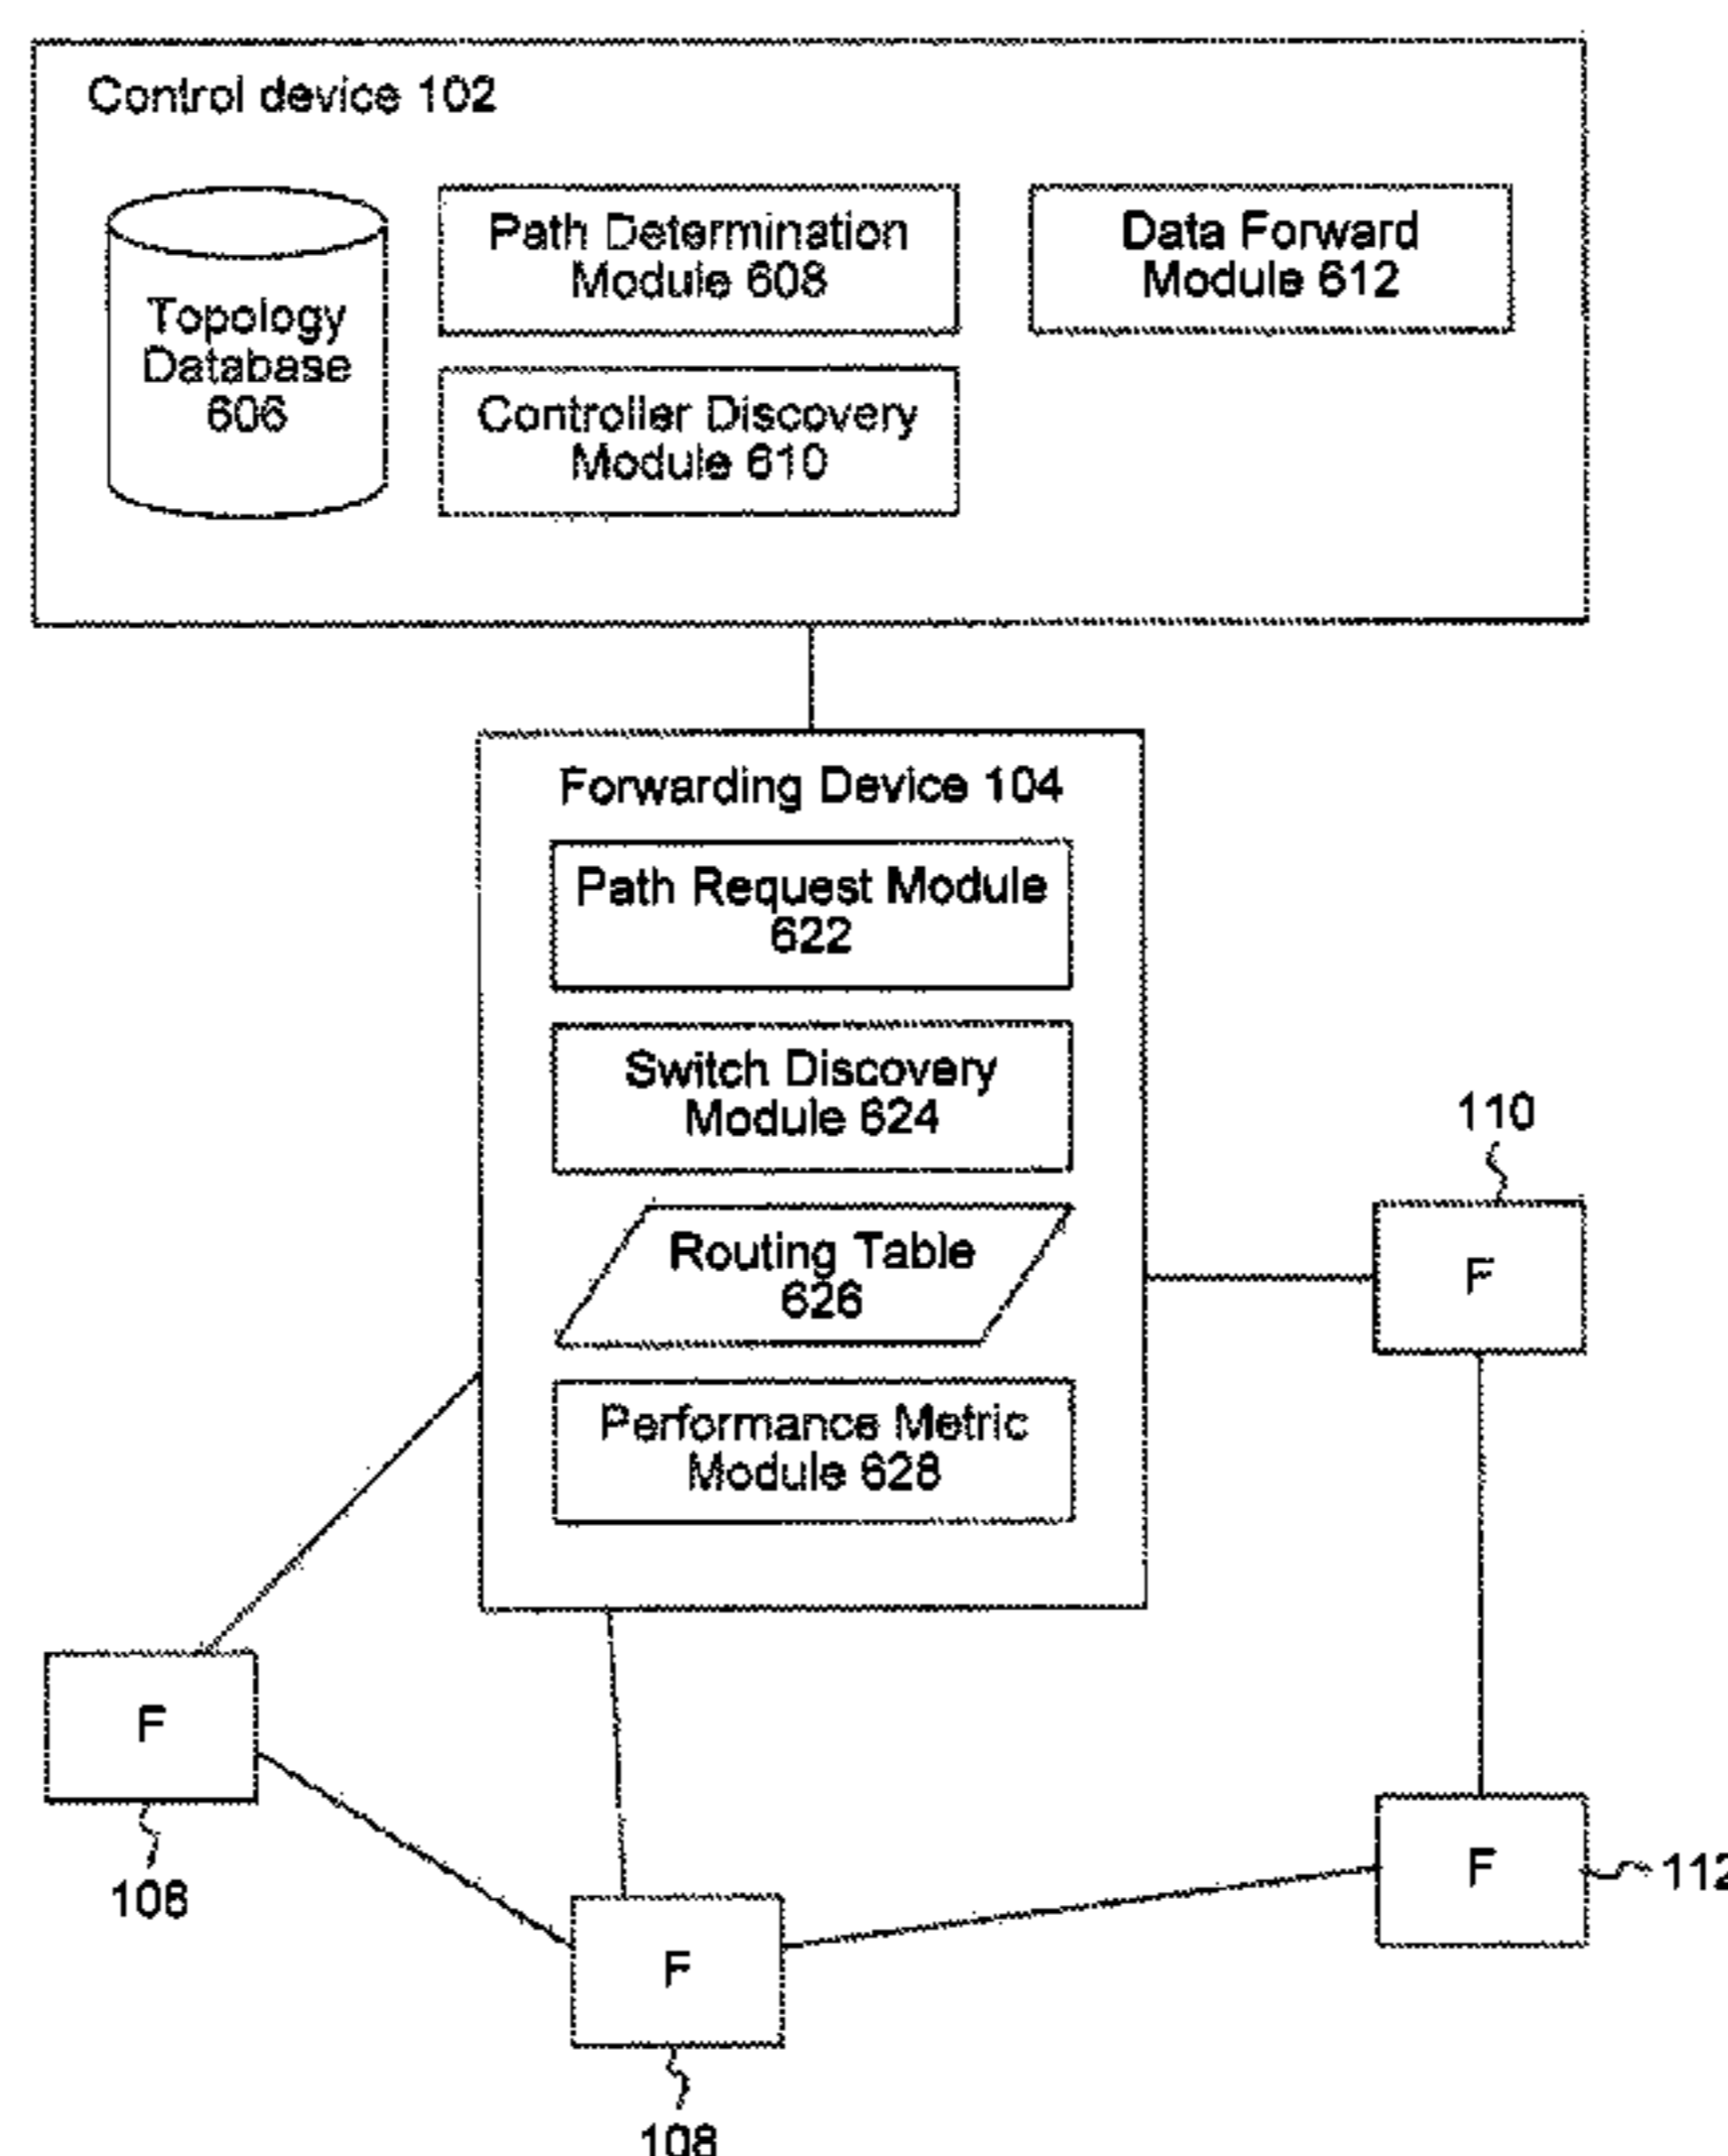 Control device 102
Topology
Database
606
Path Determination
Module 608
Controller Discovery
Module 610
Data Forward
Module 612
Forwarding Device 104
Path Request Module
622
Switch Discovery
Module 624
Routing Table
626
Performance Metric
Module 628
110
F
F
106
F
112
F
108